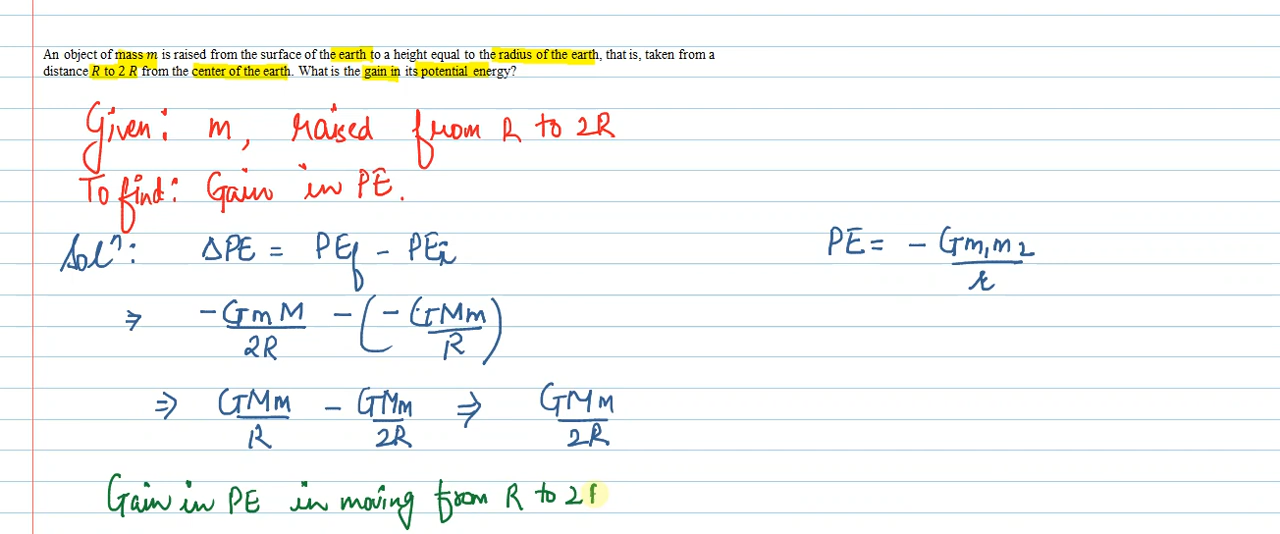 An object of mass m is raised from the surface of the earth to a height equal to the radius of the earth, that is, taken from a
distance R to 2 R from the center of the earth. What is the gain in its potential energy?
Given: m, raised from R to 2R
To find: Gain in PE.
Solⁿ: ΔPE = PEf - PEi
PE = - Gm₁m₂/r
⇒ -GmM/2R - (-GMm/R)
⇒ GMm/R - GMm/2R ⇒ GMm/2R
Gain in PE in moving from R to 2